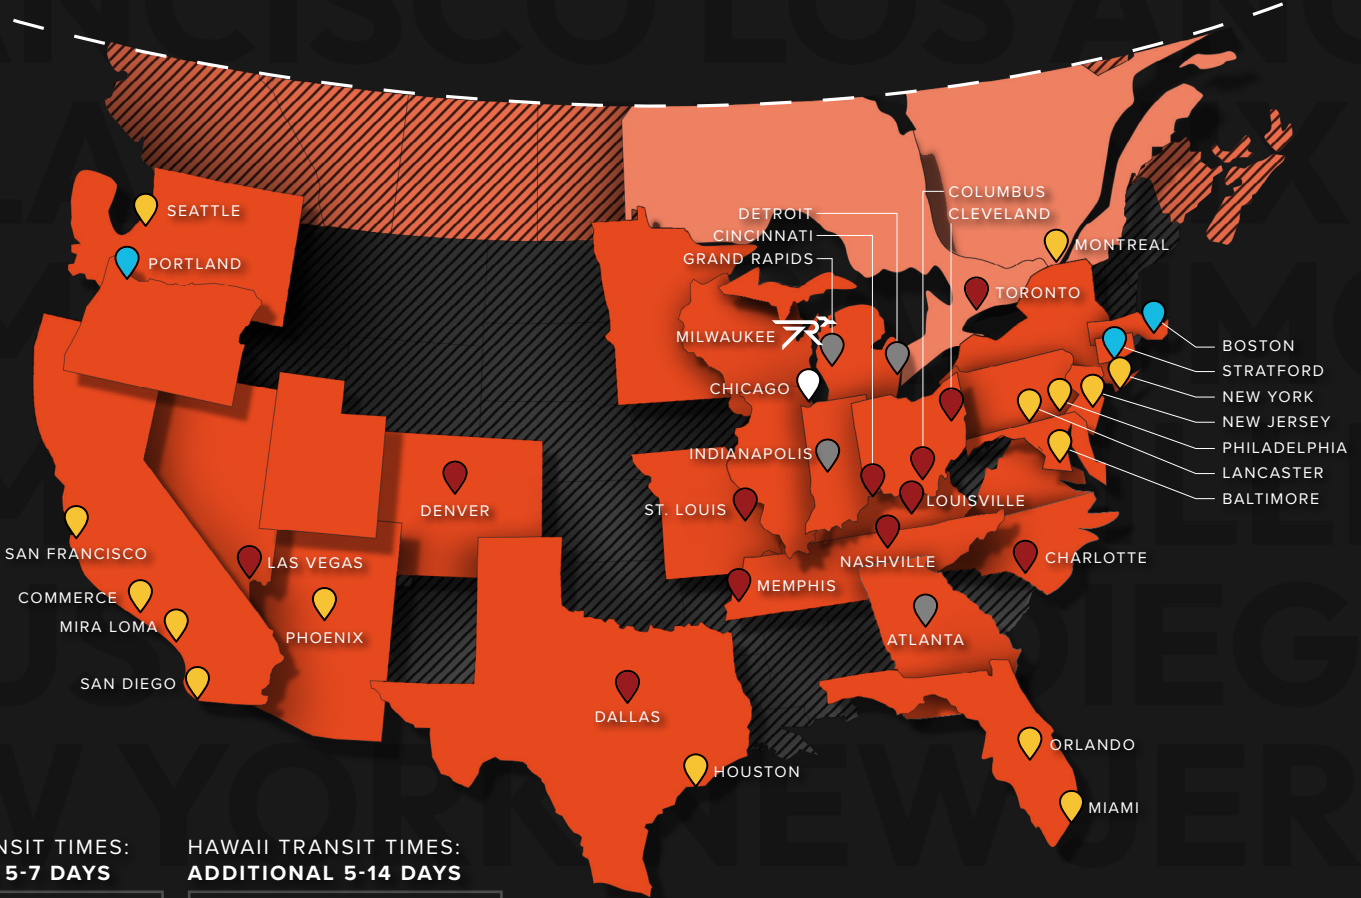 COLUMBUS
CLEVELAND
DETROIT
CINCINNATI
GRAND RAPIDS
SEATTLE
PORTLAND
MONTREAL
TORONTO
MILWAUKEE
CHICAGO
BOSTON
STRATFORD
NEW YORK
NEW JERSEY
PHILADELPHIA
LANCASTER
BALTIMORE
INDIANAPOLIS
DENVER
ST. LOUIS
LOUISVILLE
SAN FRANCISCO
LAS VEGAS
NASHVILLE
CHARLOTTE
COMMERCE
MEMPHIS
MIRA LOMA
PHOENIX
ATLANTA
SAN DIEGO
DALLAS
ORLANDO
HOUSTON
MIAMI
NSIT TIMES:
5-7 DAYS
HAWAII TRANSIT TIMES:
ADDITIONAL 5-14 DAYS